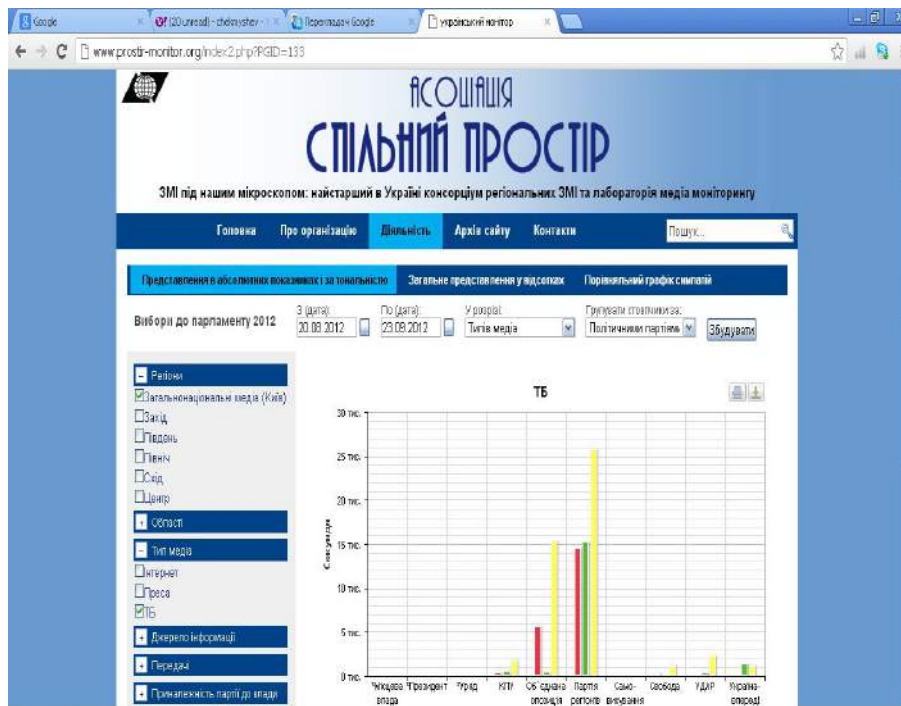 Google
(20 unread) - chekmyshev -
Перекладач Google
український монітор
www.prostir-monitor.org/index2.php?PGID=133
АСОЦІАЦІЯ
СПІЛЬНИЙ ПРОСТІР
ЗМІ під нашим мікроскопом: найстарший в Україні консорціум регіональних ЗМІ та лабораторія медіа моніторингу
Головна Про організацію Діяльність Архів сайту Контакти Пошук...
Представлення в абсолютних показниках і за тональністю Загальне представлення у відсотках Порівняльний графік симпатій
Вибори до парламенту 2012
З (дата): По (дата): У розрізі: Групувати стовпчики за:
20.08.2012 23.09.2012 Типів медіа Політичними партіями Збудувати
Регіони
Загальнонаціональні медіа (Київ)
Захід
Південь
Північ
Схід
Центр
Області
Тип медіа
Інтернет
Преса
ТБ
Джерело інформації
Передачі
Приналежність партії до влади
ТБ
30 тис.
25 тис.
20 тис.
15 тис.
10 тис.
5 тис.
0 тис.
Секунди
*Місцева влада
*Президент
*Уряд
КПУ
Об`єднана опозиція
Партія регіонів
Само-висування
Свобода
УДАР
Україна-вперед!